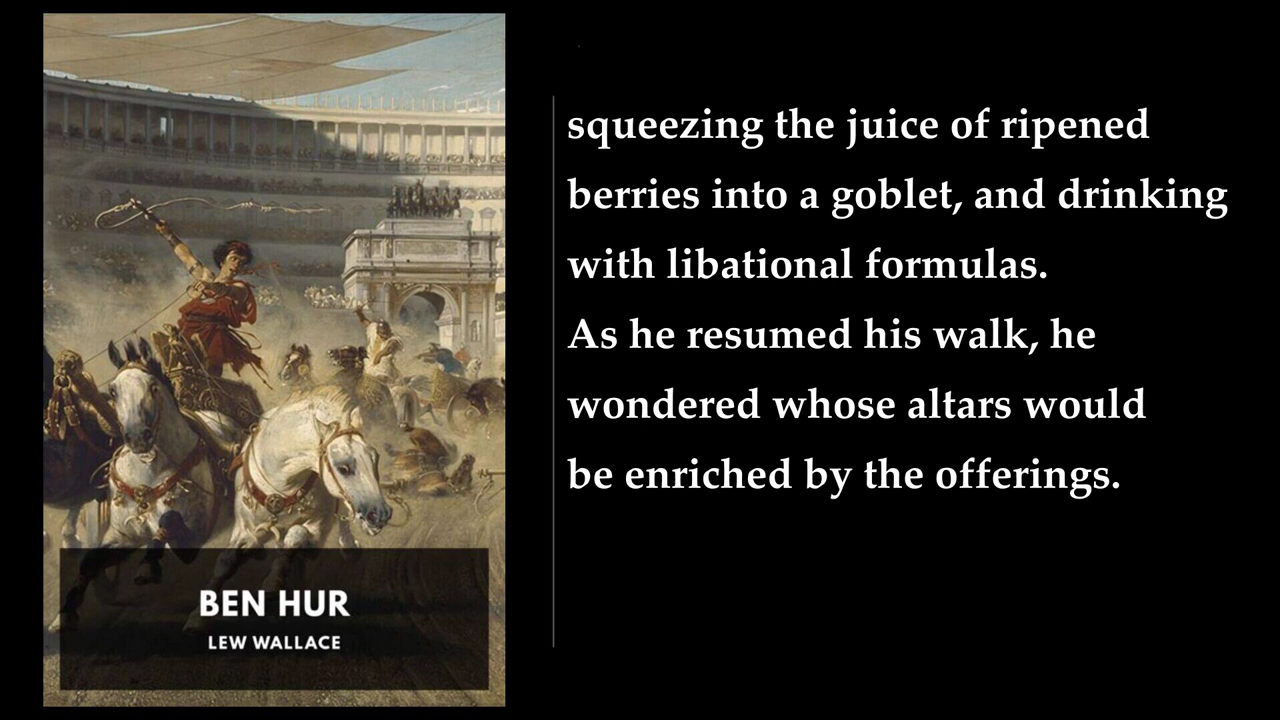 squeezing the juice of ripened
berries into a goblet, and drinking
with libational formulas.
As he resumed his walk, he
wondered whose altars would
be enriched by the offerings.
BEN HUR
LEW WALLACE